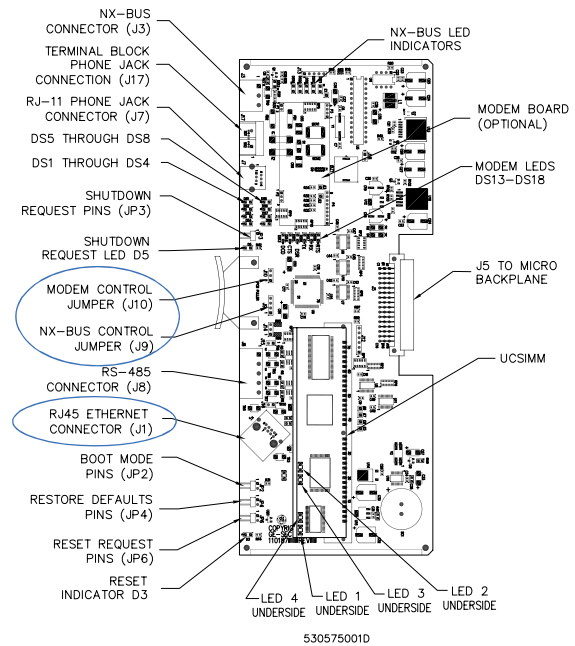 NX-BUS
CONNECTOR (J3)
TERMINAL BLOCK
PHONE JACK
CONNECTION (J17)
RJ-11 PHONE JACK
CONNECTOR (J7)
DS5 THROUGH DS8
DS1 THROUGH DS4
SHUTDOWN
REQUEST PINS (JP3)
SHUTDOWN
REQUEST LED D5
MODEM CONTROL
JUMPER (J10)
NX-BUS CONTROL
JUMPER (J9)
RS-485
CONNECTOR (J8)
RJ45 ETHERNET
CONNECTOR (J1)
BOOT MODE
PINS (JP2)
RESTORE DEFAULTS
PINS (JP4)
RESET REQUEST
PINS (JP6)
RESET
INDICATOR D3
NX-BUS LED
INDICATORS
MODEM BOARD
(OPTIONAL)
MODEM LEDS
DS13-DS18
J5 TO MICRO
BACKPLANE
UCSIMM
LED 4
UNDERSIDE
LED 1
UNDERSIDE
LED 3
UNDERSIDE
LED 2
UNDERSIDE
530575001D